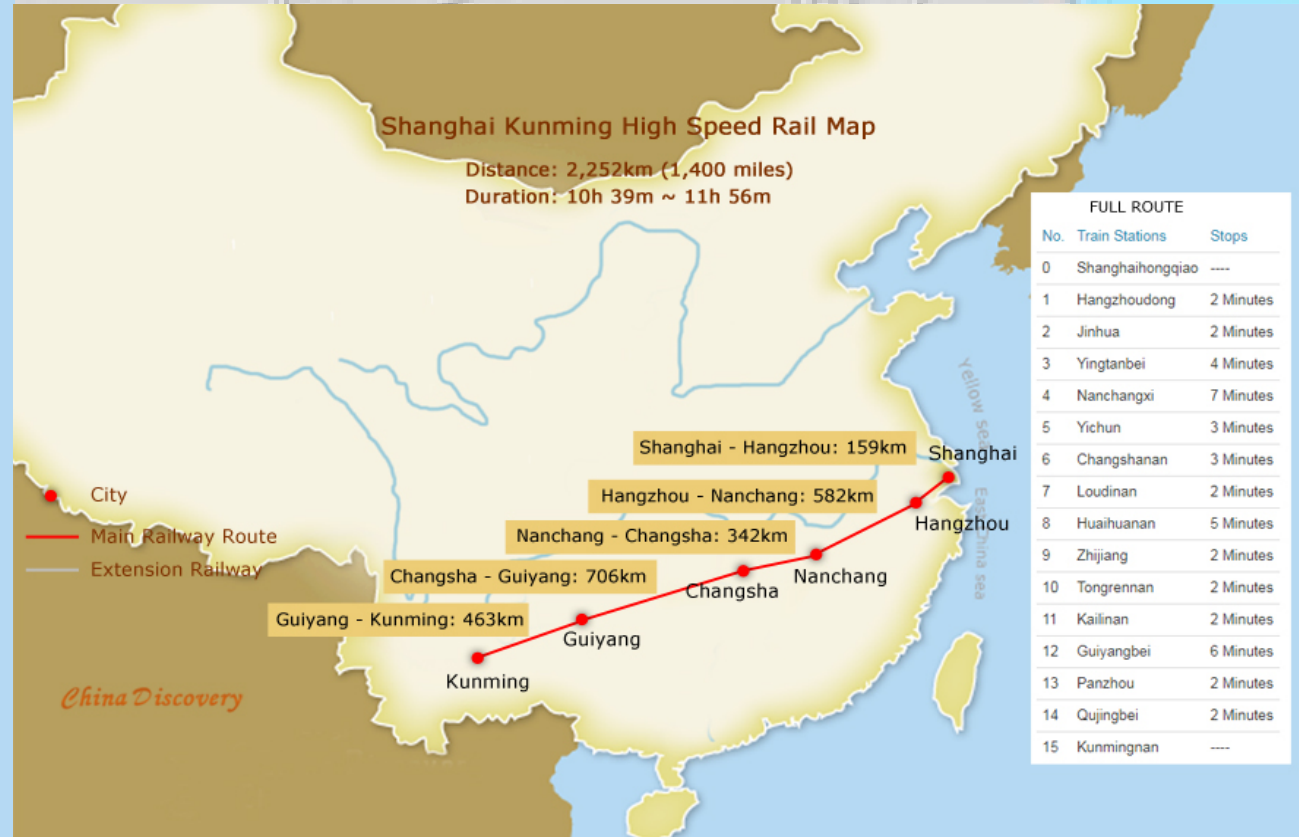 Shanghai Kunming High Speed Rail Map
Distance: 2,252km (1,400 miles)
Duration: 10h 39m ~ 11h 56m
FULL ROUTE
No. Train Stations Stops
0 Shanghaihongqiao ----
1 Hangzhoudong 2 Minutes
2 Jinhua 2 Minutes
3 Yingtanbei 4 Minutes
4 Nanchangxi 7 Minutes
5 Yichun 3 Minutes
6 Changshanan 3 Minutes
7 Loudinan 2 Minutes
8 Huaihuanan 5 Minutes
9 Zhijiang 2 Minutes
10 Tongrennan 2 Minutes
11 Kailinan 2 Minutes
12 Guiyangbei 6 Minutes
13 Panzhou 2 Minutes
14 Qujingbei 2 Minutes
15 Kunmingnan ----
Yellow sea
East China sea
Shanghai - Hangzhou: 159km
Shanghai
Hangzhou - Nanchang: 582km
Hangzhou
Nanchang - Changsha: 342km
Nanchang
Changsha - Guiyang: 706km
Changsha
Guiyang - Kunming: 463km
Guiyang
Kunming
City
Main Railway Route
Extension Railway
China Discovery